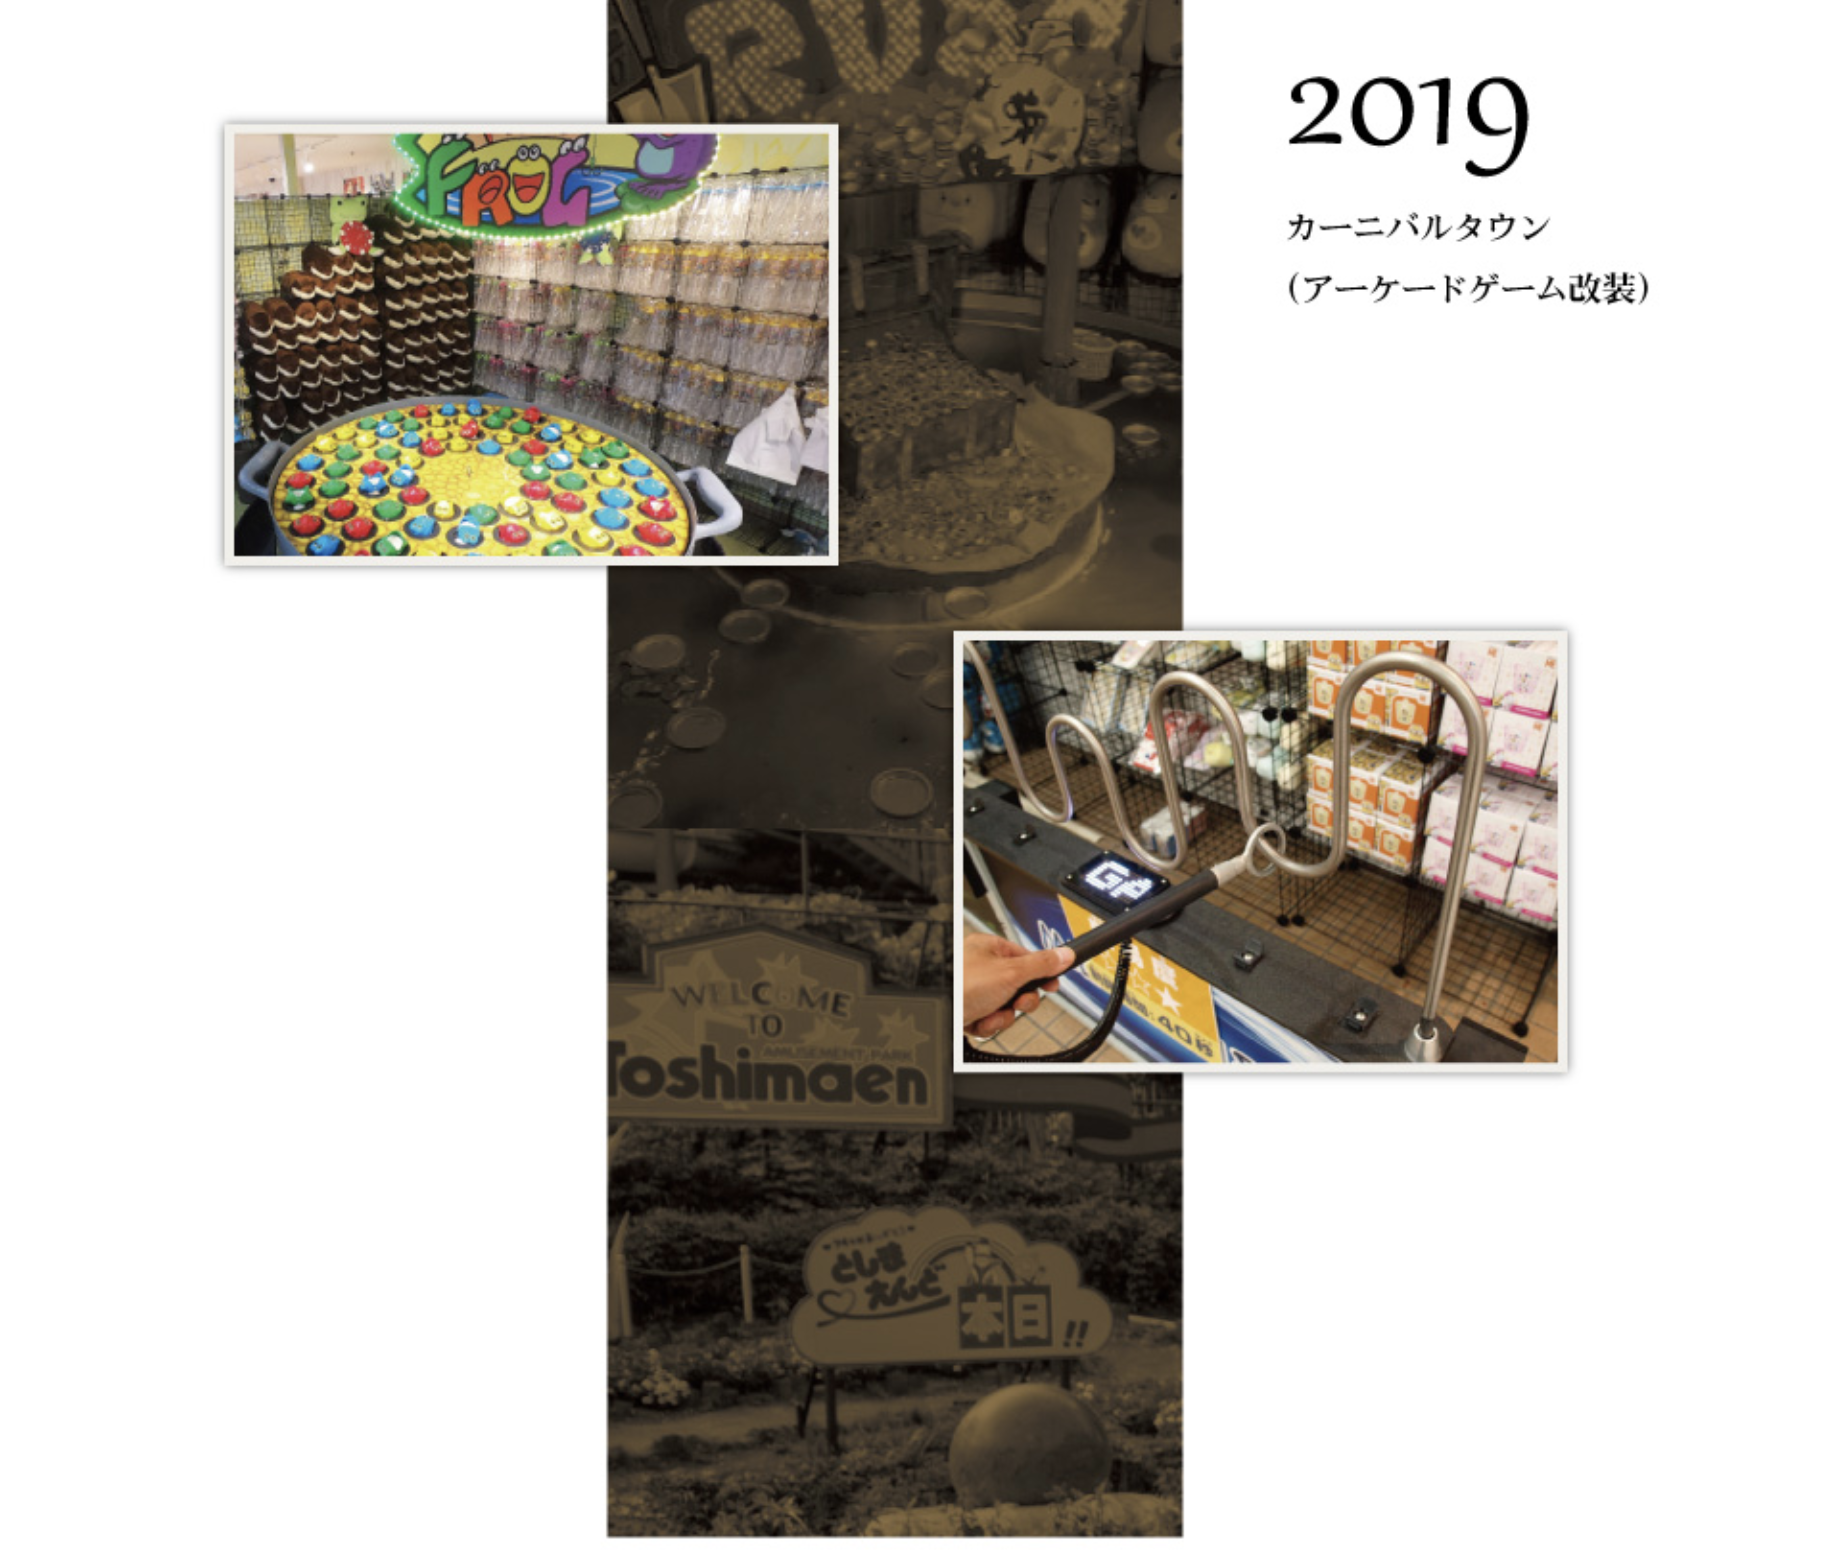 2019
カーニバルタウン
（アーケードゲーム改装）
FROG
$
WELCOME
TO
AMUSEMENT PARK
Toshimaen
としま
えんど
本日!!